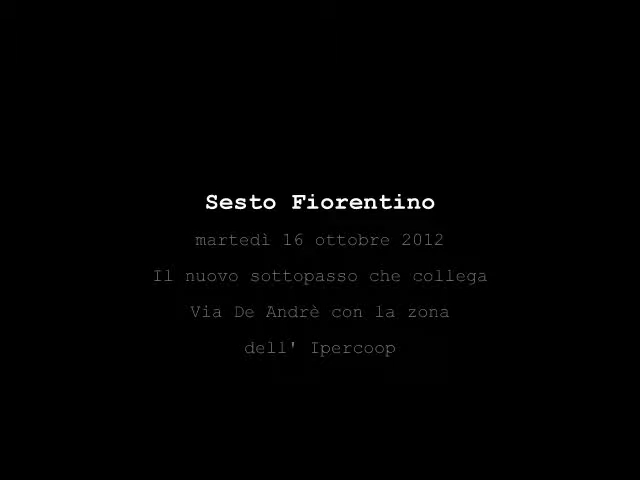 Sesto Fiorentino
martedì 16 ottobre 2012
Il nuovo sottopasso che collega
Via De Andrè con la zona
dell' Ipercoop